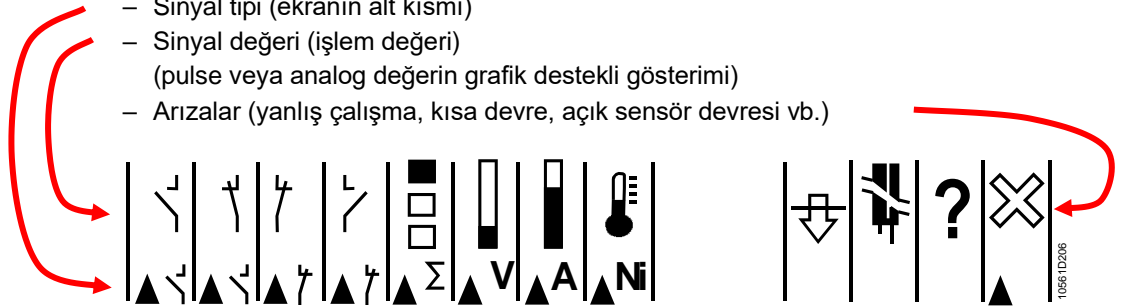 – Sinyal tipi (ekranın alt kısmı)
– Sinyal değeri (işlem değeri)
(pulse veya analog değerin grafik destekli gösterimi)
– Arızalar (yanlış çalışma, kısa devre, açık sensör devresi vb.)
?
Σ V A Ni
10561D206